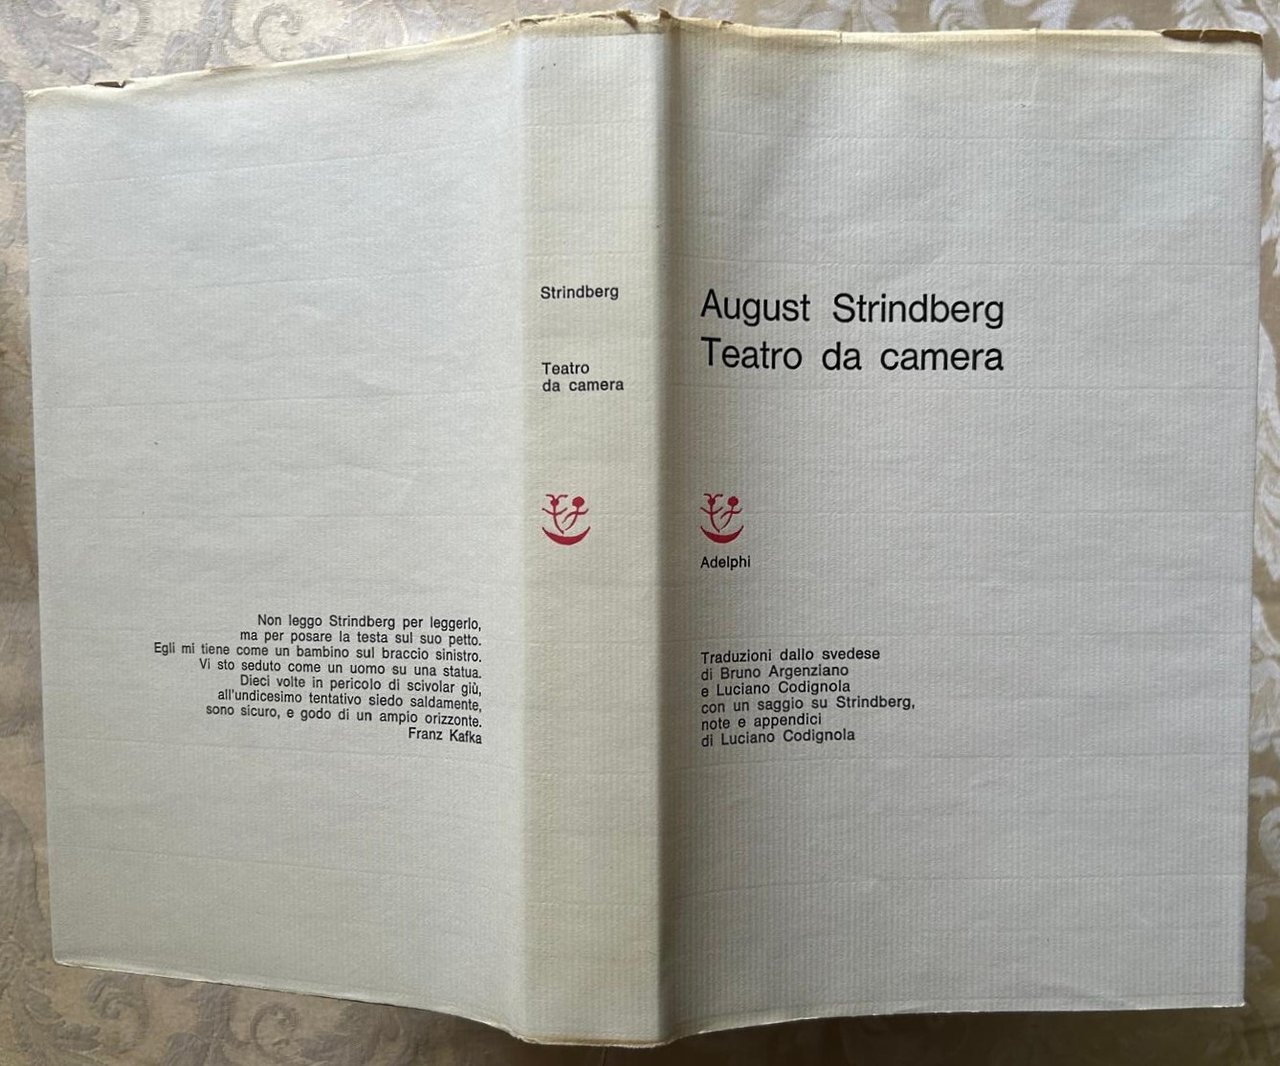 Non leggo Strindberg per leggerlo,
ma per posare la testa sul suo petto.
Egli mi tiene come un bambino sul braccio sinistro.
Vi sto seduto come un uomo su una statua.
Dieci volte in pericolo di scivolar giù,
all'undicesimo tentativo siedo saldamente,
sono sicuro, e godo di un ampio orizzonte.
Franz Kafka
Strindberg
Teatro
da camera
August Strindberg
Teatro da camera
Adelphi
Traduzioni dallo svedese
di Bruno Argenziano
e Luciano Codignola
con un saggio su Strindberg,
note e appendici
di Luciano Codignola